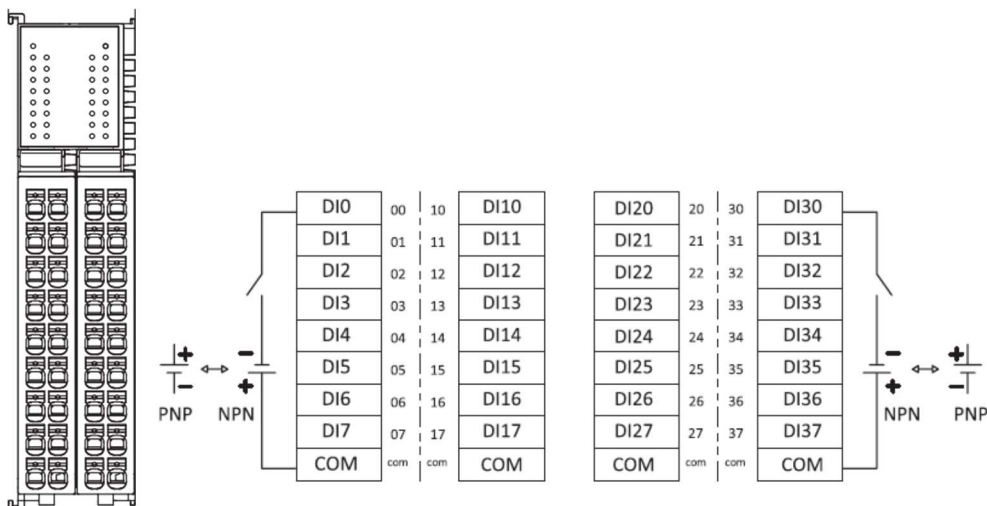 DI0 00 10 DI10 DI20 20 30 DI30
DI1 01 11 DI11 DI21 21 31 DI31
DI2 02 12 DI12 DI22 22 32 DI32
DI3 03 13 DI13 DI23 23 33 DI33
DI4 04 14 DI14 DI24 24 34 DI34
+ - DI5 05 15 DI15 DI25 25 35 DI35 - +
- + DI6 06 16 DI16 DI26 26 36 DI36 + -
PNP NPN DI7 07 17 DI17 DI27 27 37 DI37 NPN PNP
COM com com COM COM com com COM